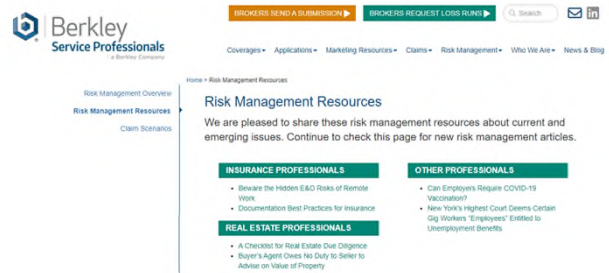 Berkley
Service Professionals
a Berkley Company
BROKERS SEND A SUBMISSION
BROKERS REQUEST LOSS RUNS
Search
Coverages
Applications
Marketing Resources
Claims
Risk Management
Who We Are
News & Blog
Home > Risk Management Resources
Risk Management Overview
Risk Management Resources
Claim Scenarios
Risk Management Resources
We are pleased to share these risk management resources about current and
emerging issues. Continue to check this page for new risk management articles.
INSURANCE PROFESSIONALS
• Beware the Hidden E&O Risks of Remote
Work
• Documentation Best Practices for Insurance
REAL ESTATE PROFESSIONALS
• A Checklist for Real Estate Due Diligence
• Buyer's Agent Owes No Duty to Seller to
Advise on Value of Property
OTHER PROFESSIONALS
• Can Employers Require COVID-19
Vaccination?
• New York's Highest Court Deems Certain
Gig Workers "Employees" Entitled to
Unemployment Benefits